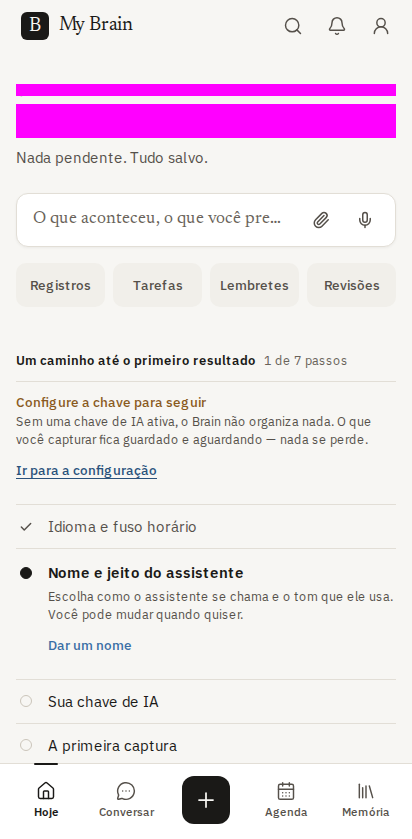 B My Brain
Nada pendente. Tudo salvo.
O que aconteceu, o que você pre...
Registros Tarefas Lembretes Revisões
Um caminho até o primeiro resultado 1 de 7 passos
Configure a chave para seguir
Sem uma chave de IA ativa, o Brain não organiza nada. O que
você capturar fica guardado e aguardando — nada se perde.
Ir para a configuração
Idioma e fuso horário
Nome e jeito do assistente
Escolha como o assistente se chama e o tom que ele usa.
Você pode mudar quando quiser.
Dar um nome
Sua chave de IA
A primeira captura
Hoje Conversar Agenda Memória